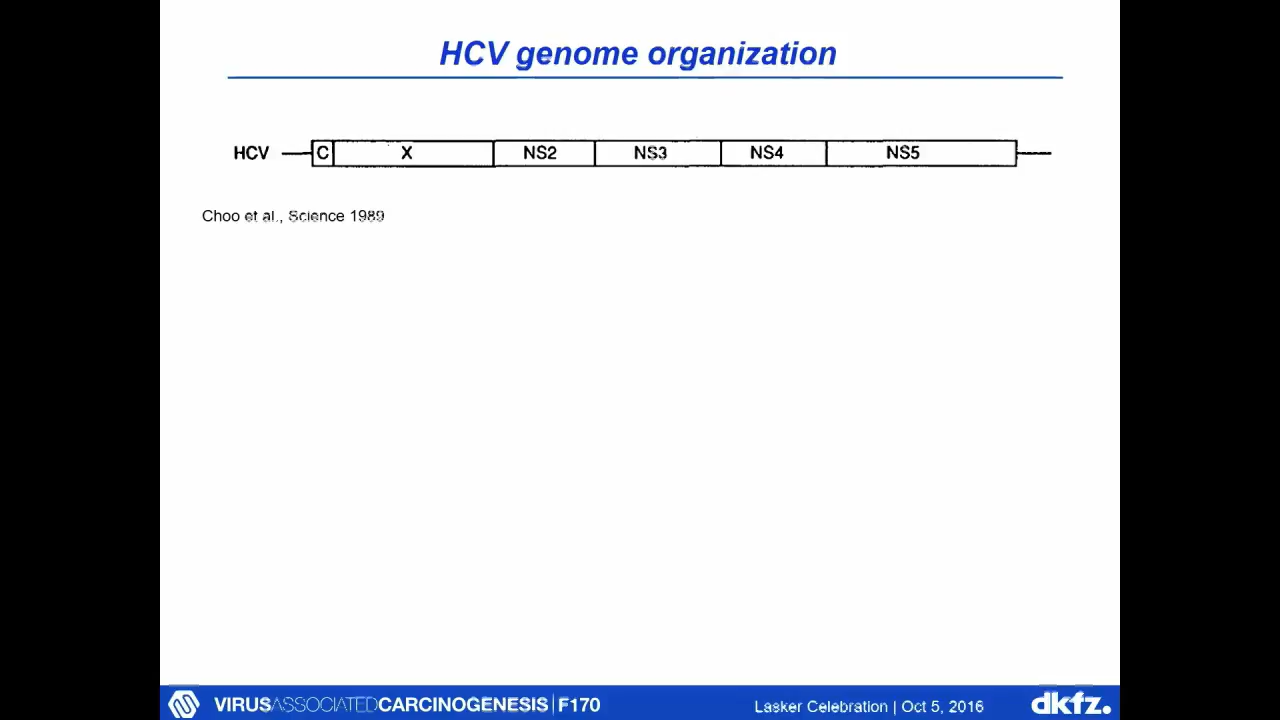 HCV genome organization
HCV C X NS2 NS3 NS4 NS5
Choo et al., Science 1989
VIRUSASSOCIATEDCARCINOGENESIS | F170 Lasker Celebration | Oct 5, 2016 dkfz.